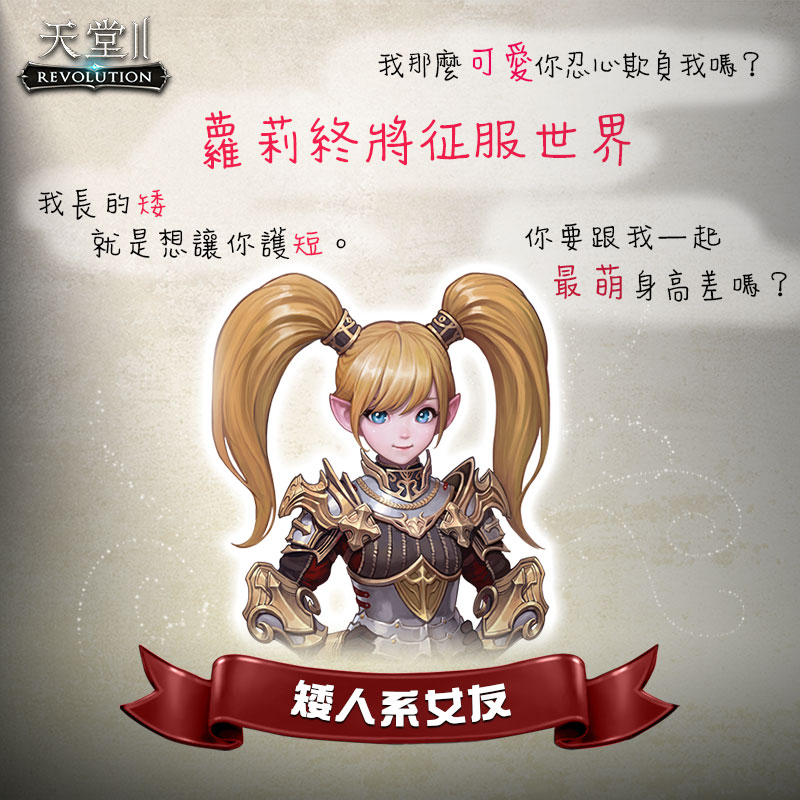 天堂II
REVOLUTION
我那麼可愛你忍心欺負我嗎？
蘿莉終將征服世界
我長的矮
就是想讓你護短。
你要跟我一起
最萌身高差嗎？
矮人系女友